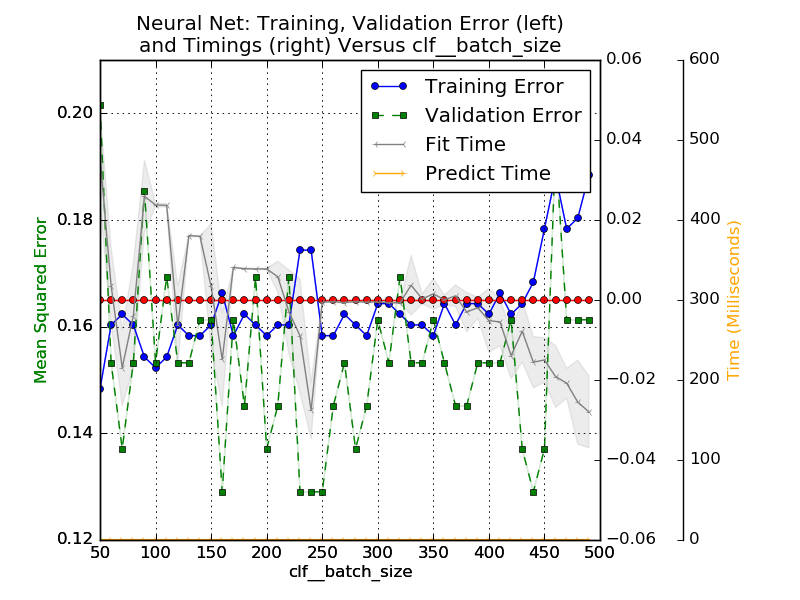 Neural Net: Training, Validation Error (left)
and Timings (right) Versus clf__batch_size
Training Error
Validation Error
Fit Time
Predict Time
Mean Squared Error
0.20
0.18
0.16
0.14
0.12
50 100 150 200 250 300 350 400 450 500
clf__batch_size
0.06
0.04
0.02
0.00
−0.02
−0.04
−0.06
600
500
400
300
200
100
0
Time (Milliseconds)